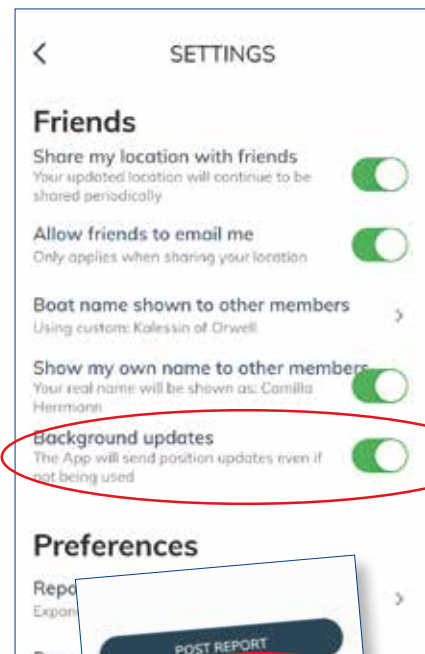 SETTINGS
Friends
Share my location with friends
Your updated location will continue to be
shared periodically
Allow friends to email me
Only applies when sharing your location
Boat name shown to other members
Using custom: Kalessin of Orwell
Show my own name to other members
Your real name will be shown as: Camilla
Herrmann
Background updates
The App will send position updates even if
not being used
Preferences
POST REPORT